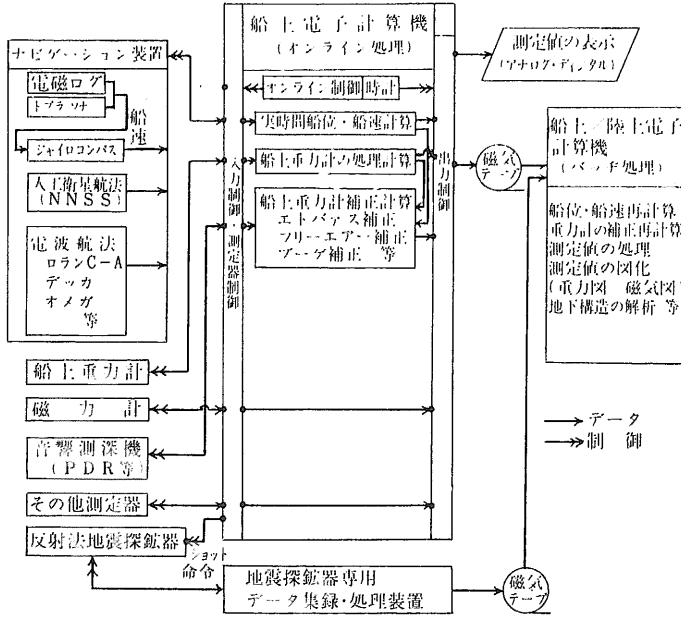 ナビゲーション装置
電磁ログ
トプラソナ
船速
ジャイロコンパス
人工衛星航法
(NNSS)
電波航法
ロランC-A
デッカ
オメガ
等
船上重力計
磁力計
音響測深機
(PDR等)
その他測定器
反射法地震探鉱器
ショット
命令
船上電子計算機
(オンライン処理)
オンライン制御 時計
実時間船位・船速計算
船上重力計の処理計算
船上重力計補正計算
エトバァス補正
フリーエアー補正
ブーゲ補正 等
入力制御・測定器制御
出力制御
地震探鉱器専用
データ集録・処理装置
測定値の表示
(アナログ・ディジタル)
磁気
テープ
船上/陸上電子
計算機
(バッチ処理)
船位・船速再計算
重力計の補正再計算
測定値の処理
測定値の図化
(重力図 磁気図)
地下構造の解析 等
データ
制御
磁気
テープ